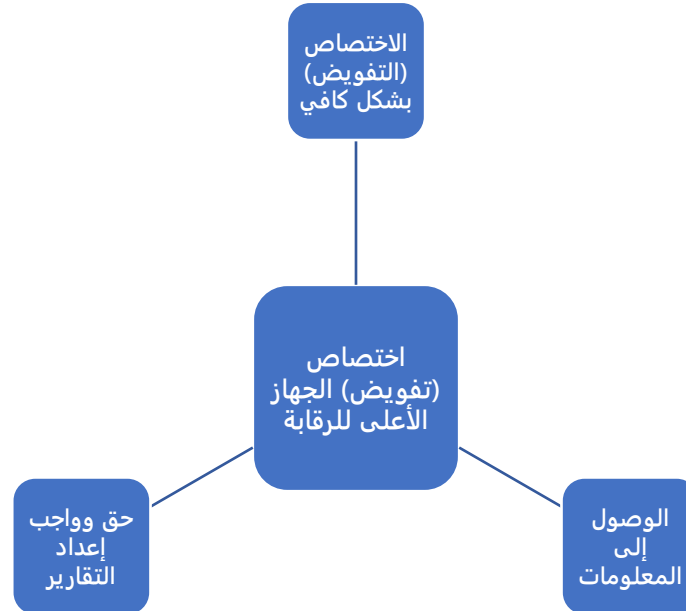 الاختصاص
(التفويض)
بشكل كافي
اختصاص
(تفويض) الجهاز
الأعلى للرقابة
الوصول
إلى
المعلومات
حق وواجب
إعداد
التقارير